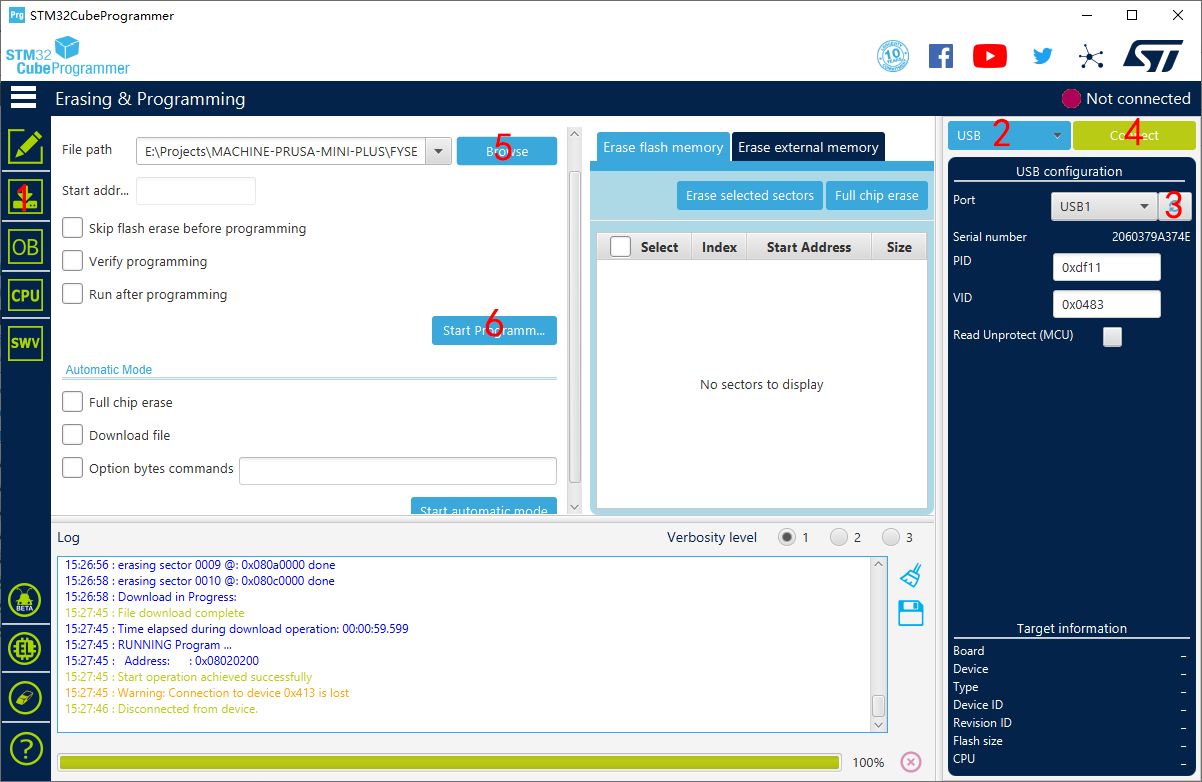 Prg STM32CubeProgrammer
STM32
CubeProgrammer
10
Erasing & Programming
Not connected
File path
E:\Projects\MACHINE-PRUSA-MINI-PLUS\FYSE
Browse
5
Start addr...
Skip flash erase before programming
Verify programming
Run after programming
Start Programm...
6
Automatic Mode
Full chip erase
Download file
Option bytes commands
Start automatic mode
1
OB
CPU
SWV
BETA
EL
?
Erase flash memory
Erase external memory
Erase selected sectors
Full chip erase
Select Index Start Address Size
No sectors to display
USB
2
Connect
4
USB configuration
Port
USB1
3
Serial number 2060379A374E
PID
0xdf11
VID
0x0483
Read Unprotect (MCU)
Log
Verbosity level 1 2 3
15:26:56 : erasing sector 0009 @: 0x080a0000 done
15:26:58 : erasing sector 0010 @: 0x080c0000 done
15:26:58 : Download in Progress:
15:27:45 : File download complete
15:27:45 : Time elapsed during download operation: 00:00:59.599
15:27:45 : RUNNING Program ...
15:27:45 : Address: : 0x08020200
15:27:45 : Start operation achieved successfully
15:27:45 : Warning: Connection to device 0x413 is lost
15:27:46 : Disconnected from device.
100%
Target information
Board _
Device _
Type _
Device ID _
Revision ID _
Flash size _
CPU _